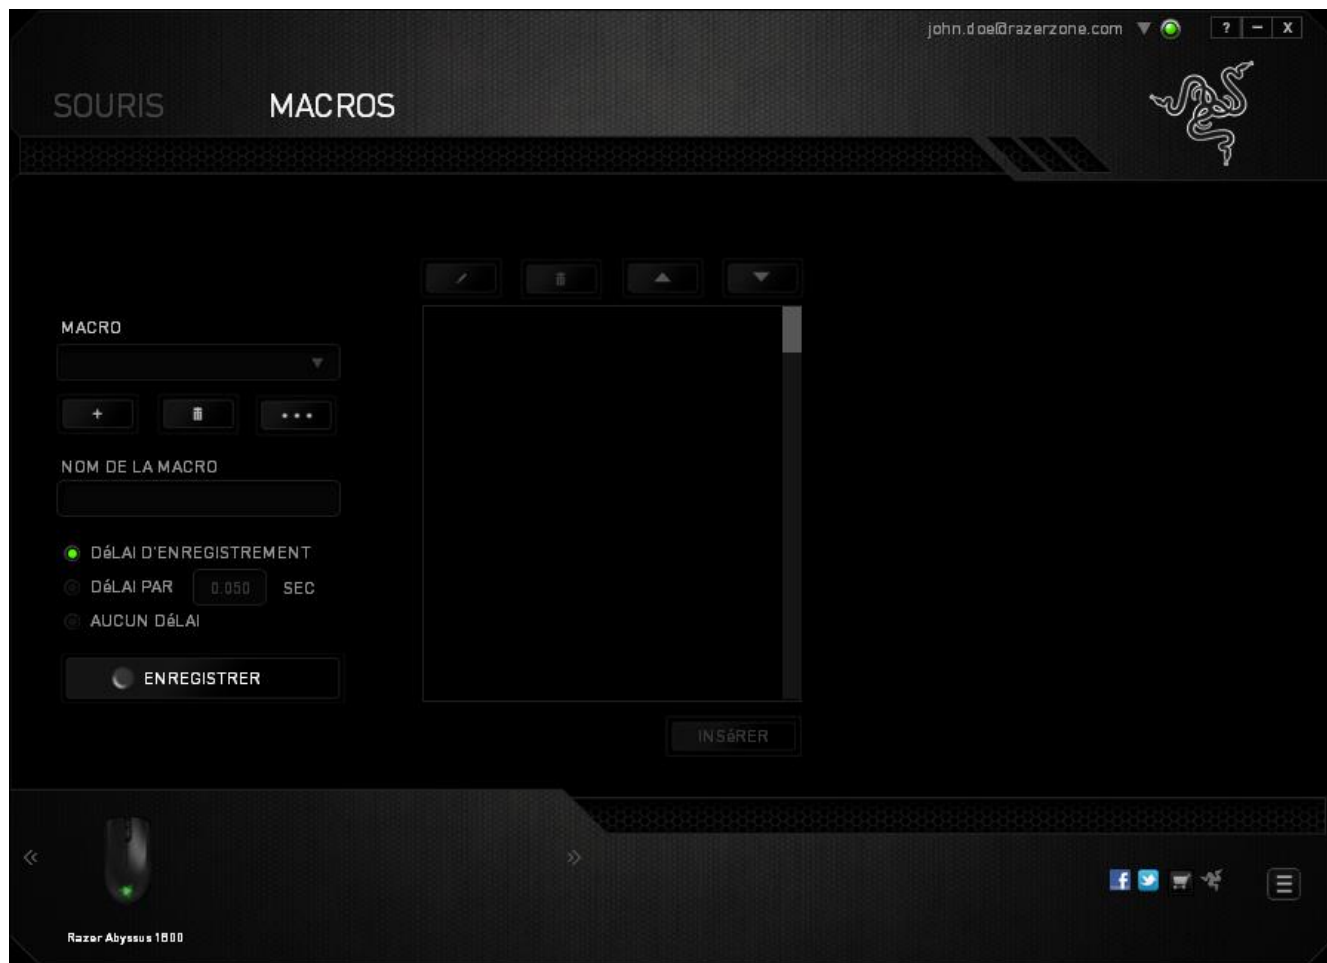 john.doe@razerzone.com
? – X
SOURIS MACROS
MACRO
+
•••
NOM DE LA MACRO
DéLAI D'ENREGISTREMENT
DéLAI PAR 0.050 SEC
AUCUN DéLAI
ENREGISTRER
INSéRER
Razer Abyssus 1800